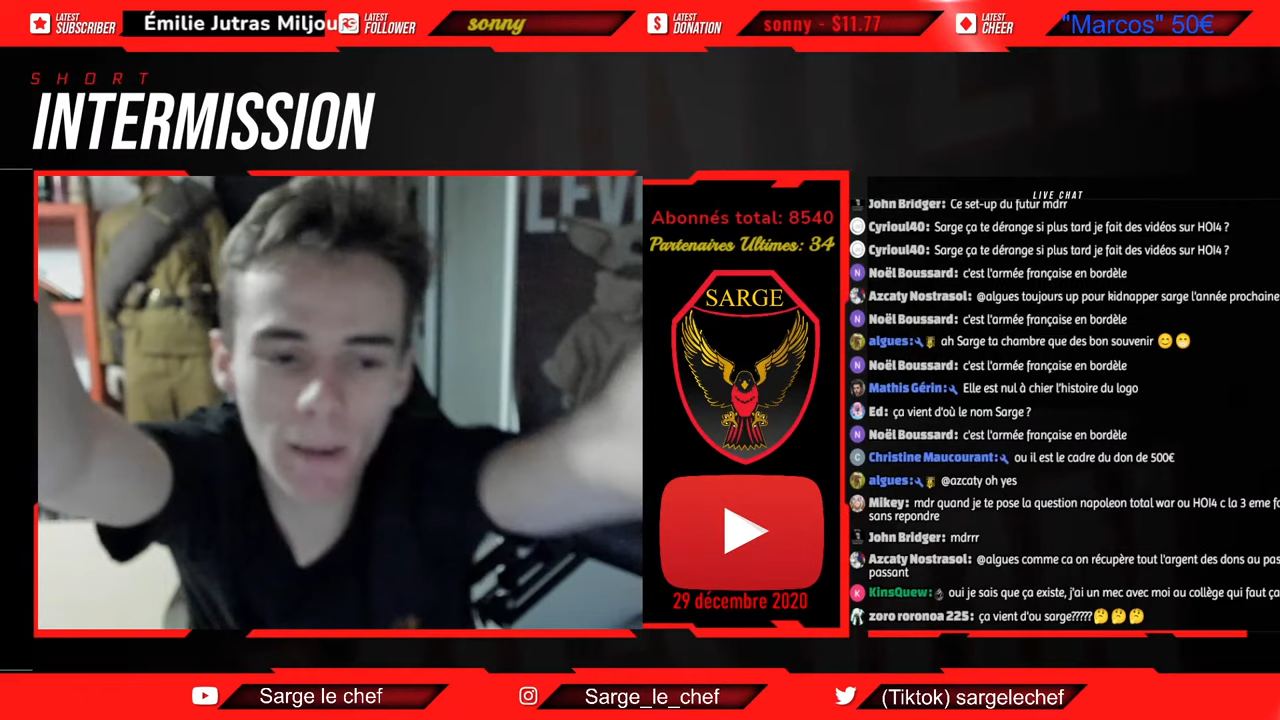 LATEST SUBSCRIBER
Émilie Jutras Miljour
LATEST FOLLOWER
sonny
LATEST DONATION
sonny - $11.77
LATEST CHEER
"Marcos" 50€
SHORT
INTERMISSION
LEV
Abonnés total: 8540
Partenaires Ultimes: 34
SARGE
29 décembre 2020
LIVE CHAT
John Bridger: Ce set-up du futur mdrr
Cyrioul40: Sarge ça te dérange si plus tard je fait des vidéos sur HOI4 ?
Cyrioul40: Sarge ça te dérange si plus tard je fait des vidéos sur HOI4 ?
Noël Boussard: c'est l'armée française en bordèle
Azcaty Nostrasol: @algues toujours up pour kidnapper sarge l'année prochaine
Noël Boussard: c'est l'armée française en bordèle
algues: ah Sarge ta chambre que des bon souvenir 😊😁
Noël Boussard: c'est l'armée française en bordèle
Mathis Gérin: Elle est nul à chier l'histoire du logo
Ed: ça vient d'où le nom Sarge ?
Noël Boussard: c'est l'armée française en bordèle
Christine Maucourant: ou il est le cadre du don de 500€
algues: @azcaty oh yes
Mikey: mdr quand je te pose la question napoleon total war ou HOI4 c la 3 eme fo
sans repondre
John Bridger: mdrrr
Azcaty Nostrasol: @algues comme ca on récupère tout l'argent des dons au pas
passant
KinsQuew: oui je sais que ça existe, j'ai un mec avec moi au collège qui faut ça
zoro roronoa 225: ça vient d'ou sarge?????🤔🤔🤔
Sarge le chef
Sarge_le_chef
(Tiktok) sargelechef